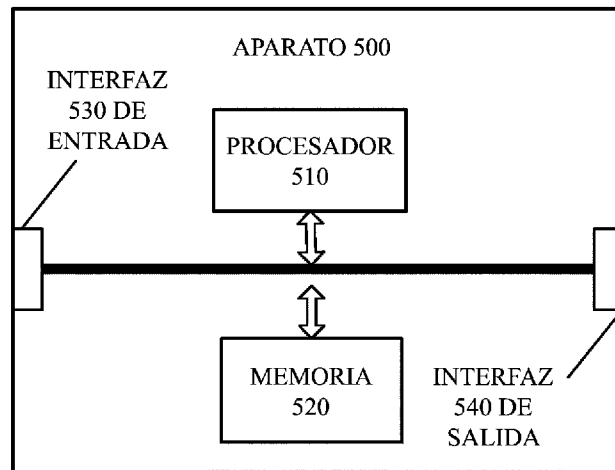 APARATO 500
INTERFAZ
530 DE
ENTRADA
PROCESADOR
510
MEMORIA
520
INTERFAZ
540 DE
SALIDA